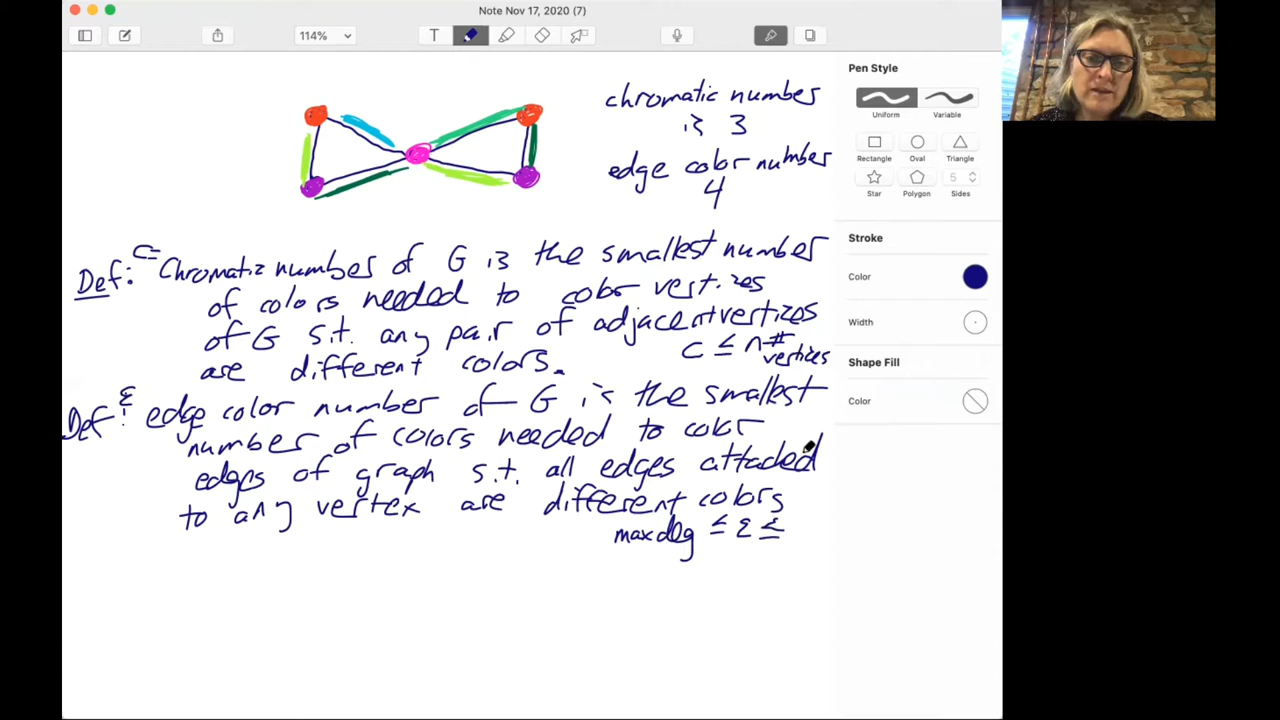 Note Nov 17, 2020 (7)
114%
T
chromatic number
is 3
edge color number
4
Def: C= Chromatic number of G is the smallest number
of colors needed to color vertizes
of G s.t. any pair of adjacent vertizes
are different colors.
c ≤ n # vertizes
Def: ε edge color number of G is the smallest
number of colors needed to color
edges of graph s.t. all edges attached
to any vertex are different colors
max deg ≤ ε ≤
Pen Style
Uniform Variable
Rectangle Oval Triangle
5
Star Polygon Sides
Stroke
Color
Width
Shape Fill
Color